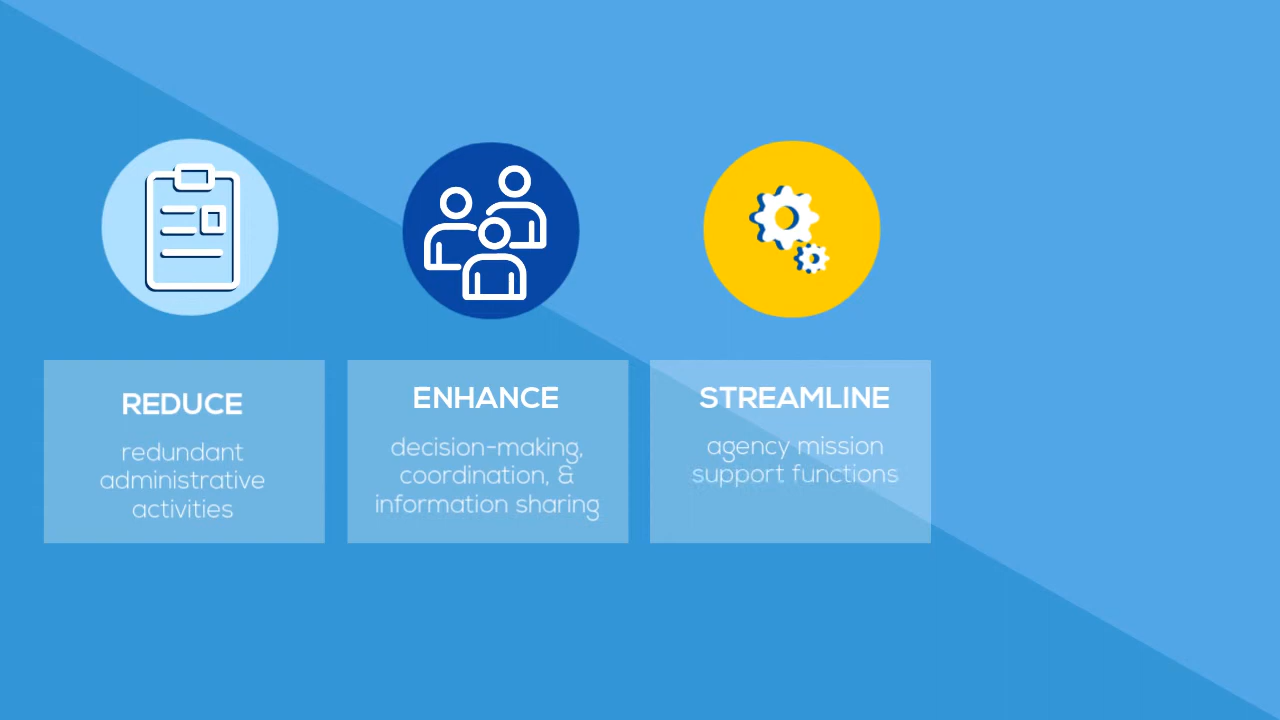 REDUCE
redundant
administrative
activities
ENHANCE
decision-making,
coordination, &
information sharing
STREAMLINE
agency mission
support functions